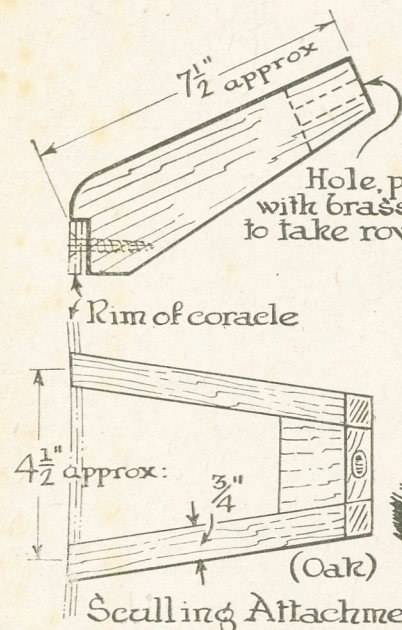 7½" approx
Hole, p
with brass
to take row
Rim of coracle
4½" approx:
¾"
(Oak)
Sculling Attachme